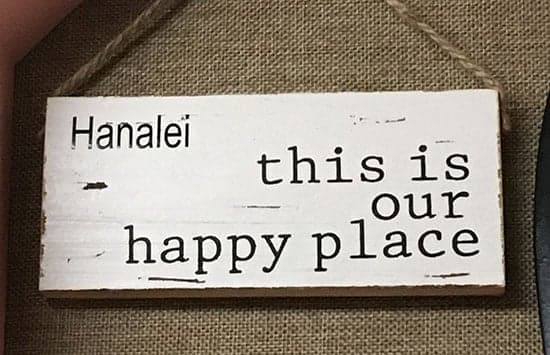 Hanalei
this is
our
happy place